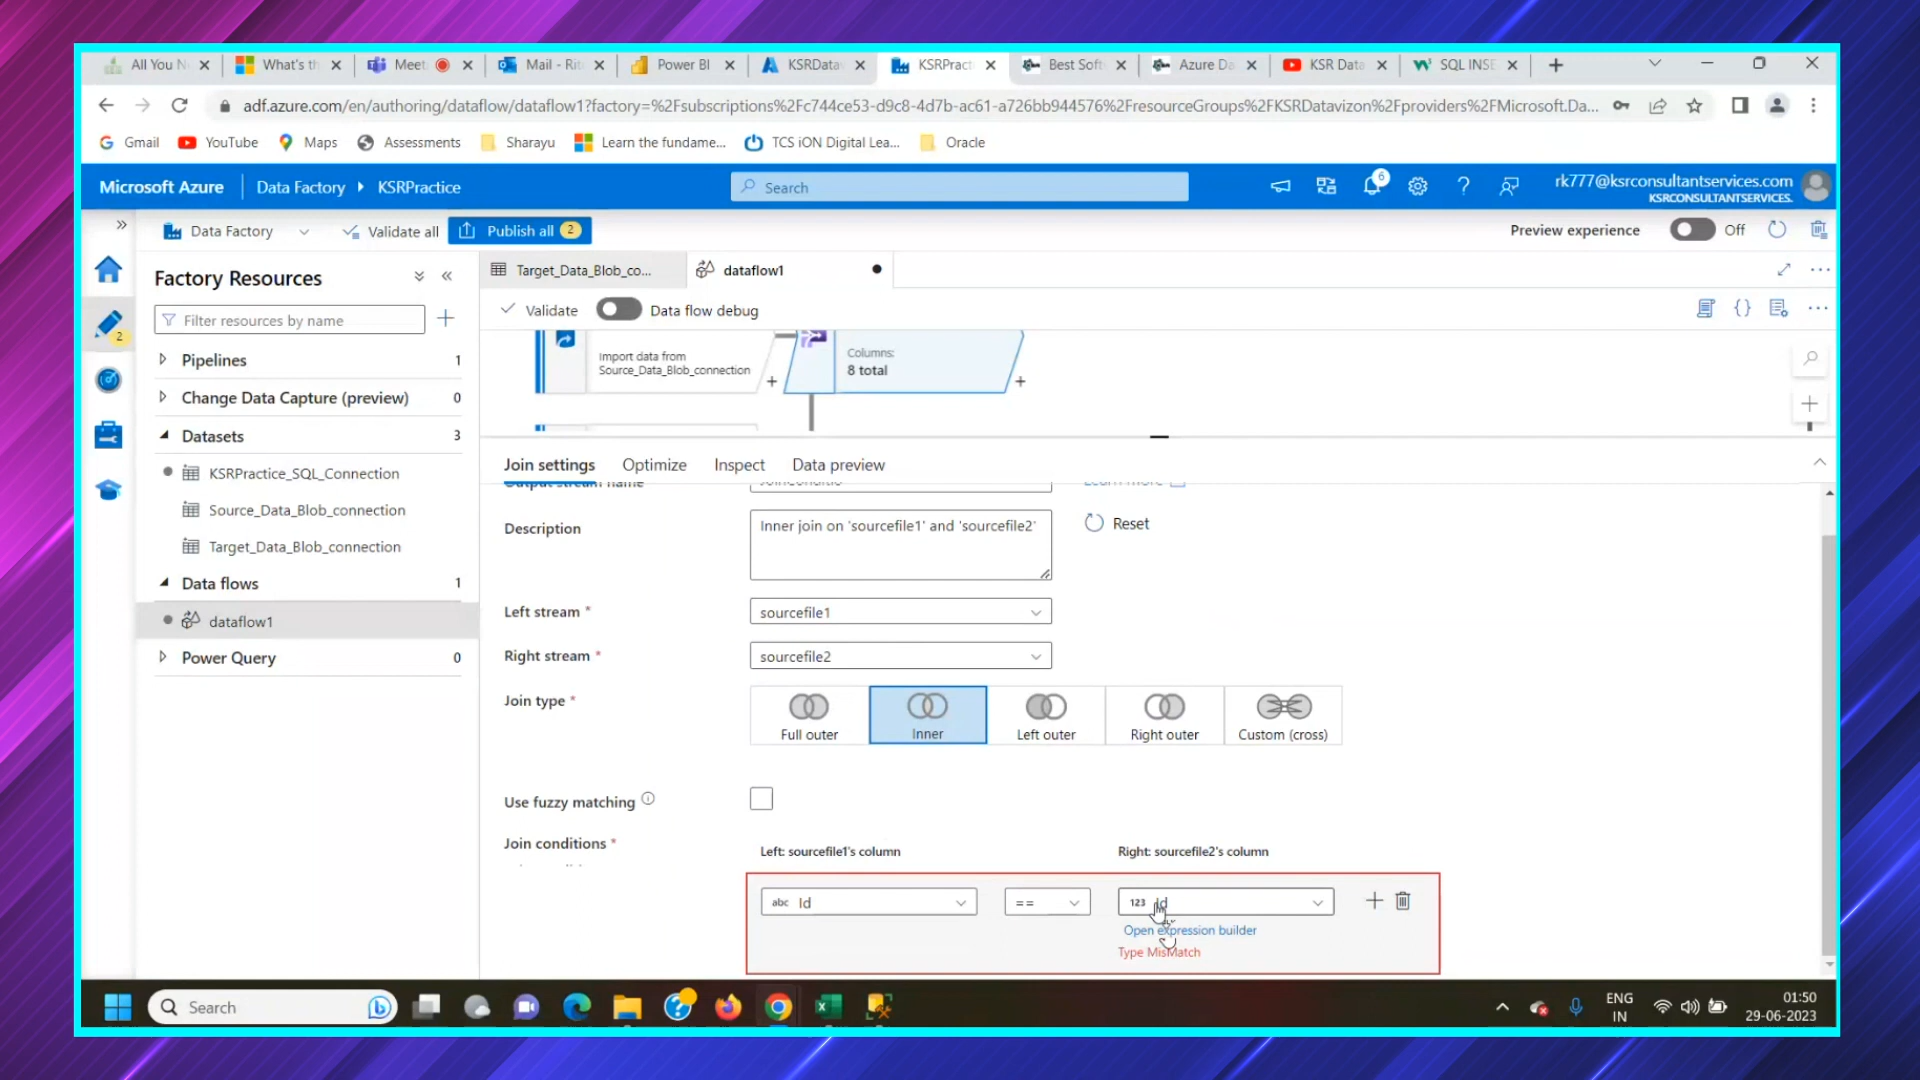 All You N
What's th
Meet
Mail - Rit
Power BI
KSRData
KSRPract
Best Soft
Azure Da
KSR Data
SQL INSE
adf.azure.com/en/authoring/dataflow/dataflow1?factory=%2Fsubscriptions%2Fc744ce53-d9c8-4d7b-ac61-a726bb944576%2FresourceGroups%2FKSRDatavizon%2Fproviders%2FMicrosoft.Da...
Gmail
YouTube
Maps
Assessments
Sharayu
Learn the fundame...
TCS iON Digital Lea...
Oracle
Microsoft Azure
Data Factory
KSRPractice
Search
6
rk777@ksrconsultantservices.com
KSRCONSULTANTSERVICES.
Data Factory
Validate all
Publish all 2
Preview experience
Off
Factory Resources
Filter resources by name
2
Pipelines 1
Change Data Capture (preview) 0
Datasets 3
KSRPractice_SQL_Connection
Source_Data_Blob_connection
Target_Data_Blob_connection
Data flows 1
dataflow1
Power Query 0
Target_Data_Blob_co...
dataflow1
Validate
Data flow debug
Import data from
Source_Data_Blob_connection
Columns:
8 total
Join settings
Optimize
Inspect
Data preview
Output stream name
Learn more
Description
Inner join on 'sourcefile1' and 'sourcefile2'
Reset
Left stream *
sourcefile1
Right stream *
sourcefile2
Join type *
Full outer
Inner
Left outer
Right outer
Custom (cross)
Use fuzzy matching
Join conditions *
Left: sourcefile1's column
Right: sourcefile2's column
abc Id
==
123 Id
Open expression builder
Type MisMatch
Search
ENG
IN
01:50
29-06-2023